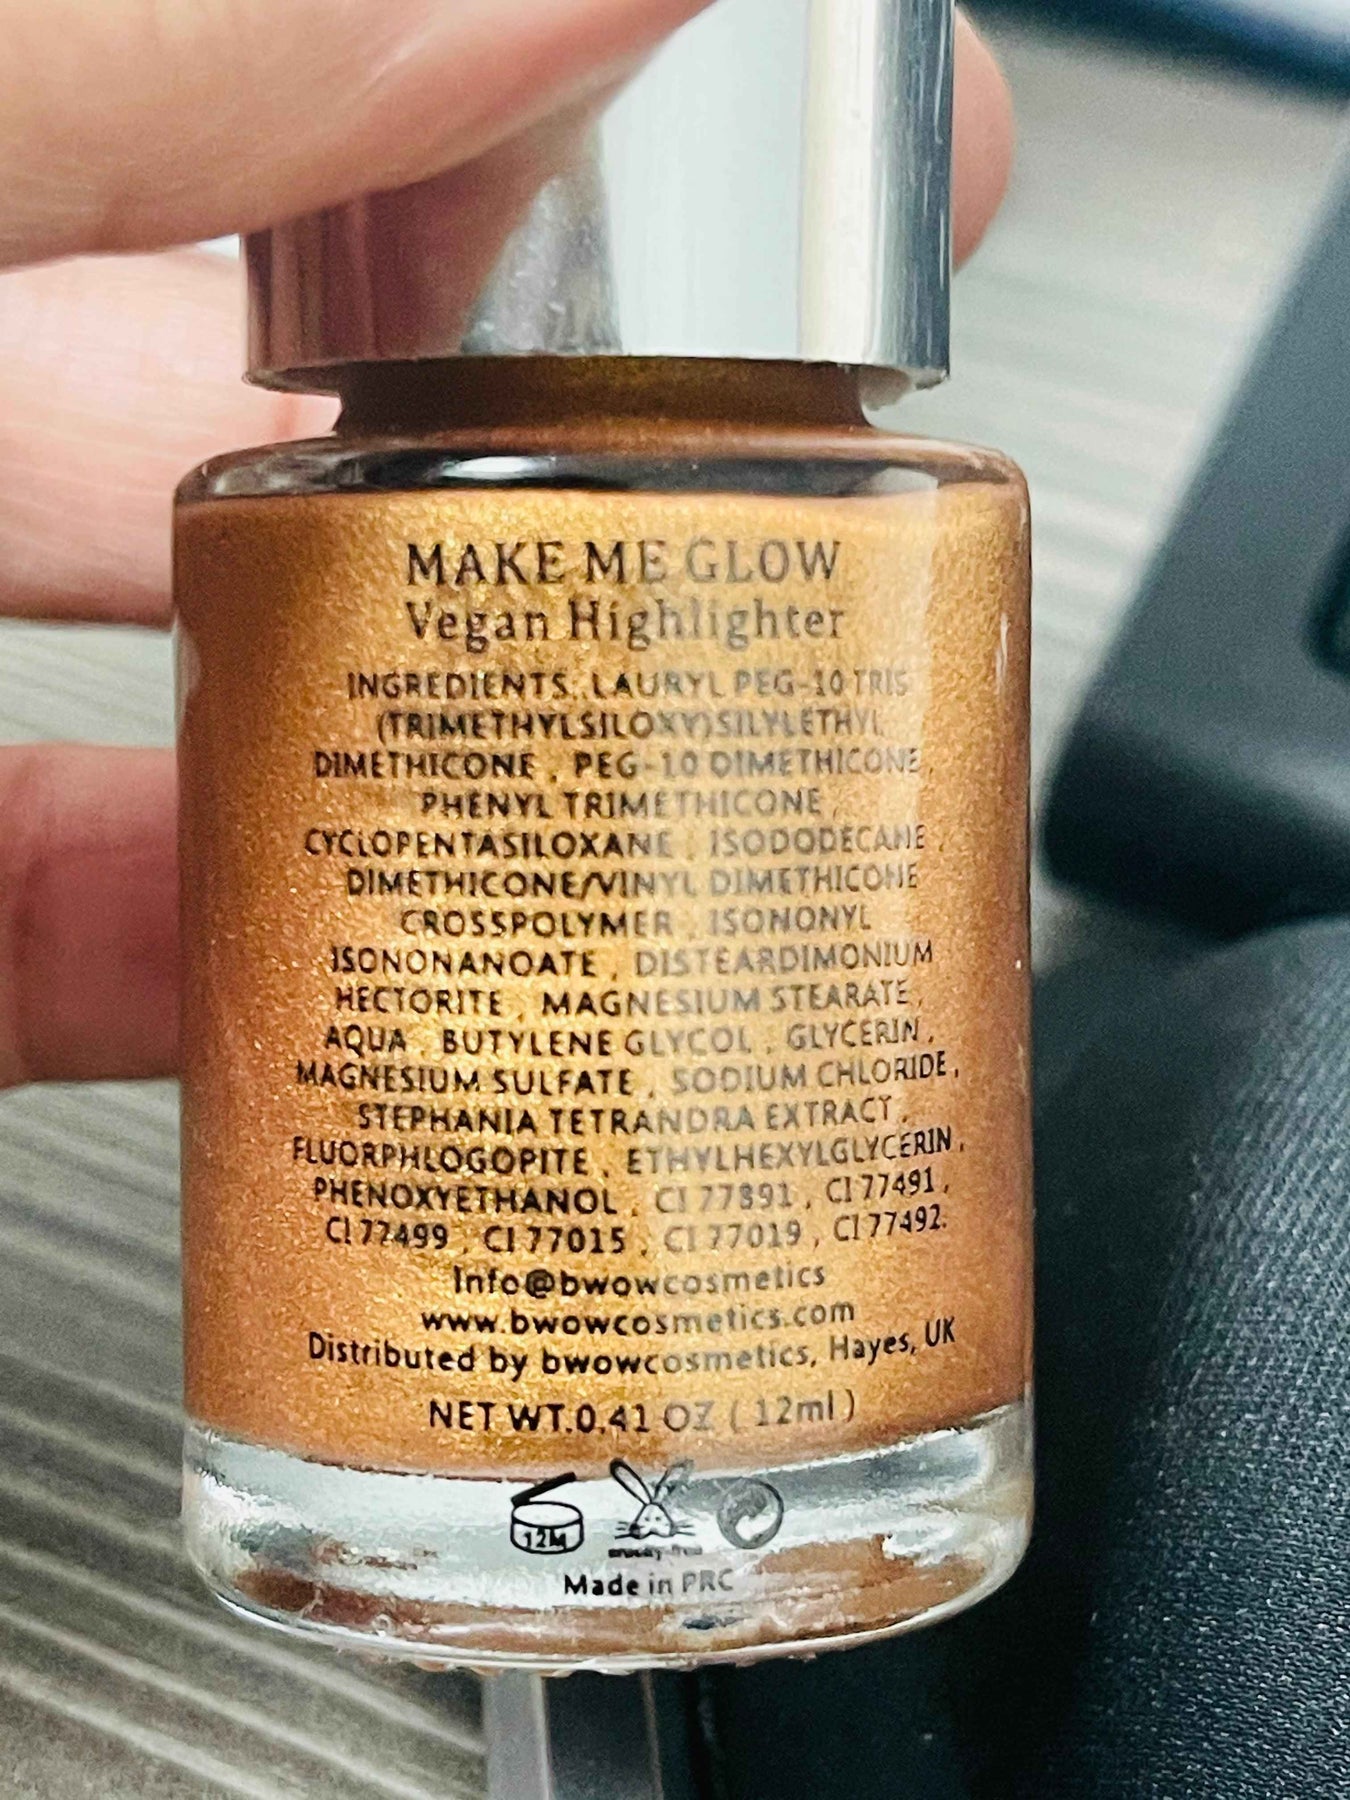 MAKE ME GLOW
Vegan Highlighter
INGREDIENTS: LAURYL PEG-10 TRIS
(TRIMETHYLSILOXY)SILYLETHYL
DIMETHICONE , PEG-10 DIMETHICONE,
PHENYL TRIMETHICONE,
CYCLOPENTASILOXANE , ISODODECANE ,
DIMETHICONE/VINYL DIMETHICONE
CROSSPOLYMER , ISONONYL
ISONONANOATE , DISTEARDIMONIUM
HECTORITE , MAGNESIUM STEARATE,
AQUA , BUTYLENE GLYCOL , GLYCERIN,
MAGNESIUM SULFATE , SODIUM CHLORIDE,
STEPHANIA TETRANDRA EXTRACT,
FLUORPHLOGOPITE , ETHYLHEXYLGLYCERIN,
PHENOXYETHANOL , CI 77891 , CI 77491,
CI 77499 , CI 77015 , CI 77019 , CI 77492.
Info@bwowcosmetics
www.bwowcosmetics.com
Distributed by bwowcosmetics, Hayes, UK
NET WT.0.41 OZ ( 12ml )
12M
cruelty-free
Made in PRC